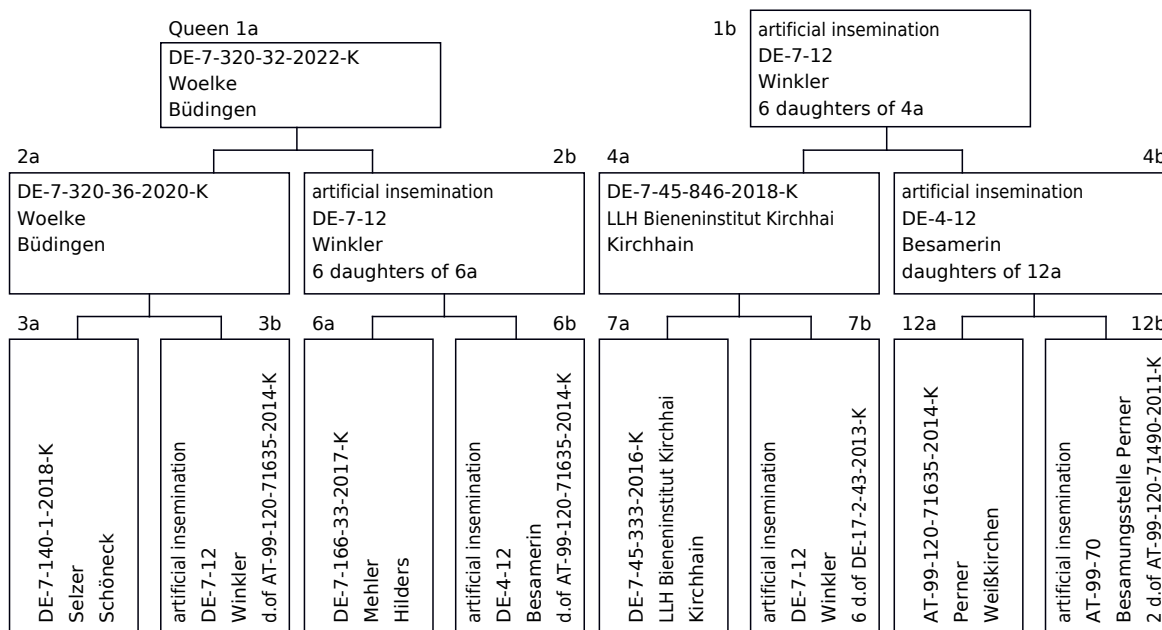 Queen 1a
DE-7-320-32-2022-K
Woelke
Büdingen
1b
artificial insemination
DE-7-12
Winkler
6 daughters of 4a
2a
DE-7-320-36-2020-K
Woelke
Büdingen
2b
artificial insemination
DE-7-12
Winkler
6 daughters of 6a
4a
DE-7-45-846-2018-K
LLH Bieneninstitut Kirchhai
Kirchhain
4b
artificial insemination
DE-4-12
Besamerin
daughters of 12a
3a
DE-7-140-1-2018-K
Selzer
Schöneck
3b
artificial insemination
DE-7-12
Winkler
d.of AT-99-120-71635-2014-K
6a
DE-7-166-33-2017-K
Mehler
Hilders
6b
artificial insemination
DE-4-12
Besamerin
d.of AT-99-120-71635-2014-K
7a
DE-7-45-333-2016-K
LLH Bieneninstitut Kirchhai
Kirchhain
7b
artificial insemination
DE-7-12
Winkler
6 d.of DE-17-2-43-2013-K
12a
AT-99-120-71635-2014-K
Perner
Weißkirchen
12b
artificial insemination
AT-99-70
Besamungsstelle Perner
2 d.of AT-99-120-71490-2011-K